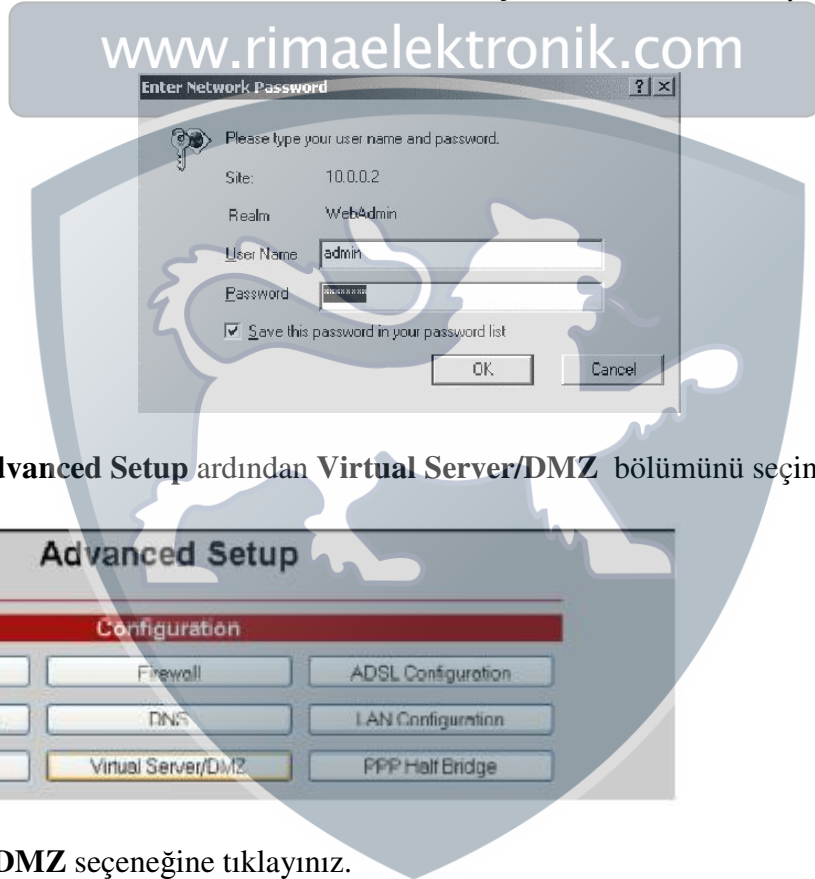 www.rimaelektronik.com
Enter Network Password
Please type your user name and password.
Site: 10.0.0.2
Realm WebAdmin
User Name admin
Password xxxxxxxx
Save this password in your password list
OK Cancel
dvanced Setup ardından Virtual Server/DMZ bölümünü seçin
Advanced Setup
Configuration
Firewall ADSL Configuration
DNS LAN Configuration
Virtual Server/DMZ PPP Half Bridge
DMZ seçeneğine tıklayınız.